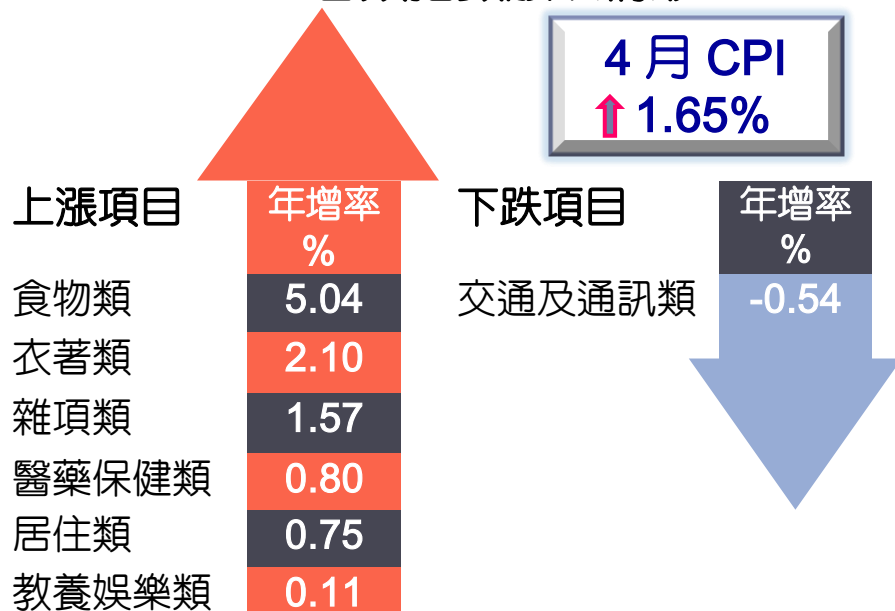 4 月 CPI
1.65%
上漲項目
年增率
%
下跌項目
年增率
%
食物類 5.04
交通及通訊類 -0.54
衣著類 2.10
雜項類 1.57
醫藥保健類 0.80
居住類 0.75
教養娛樂類 0.11